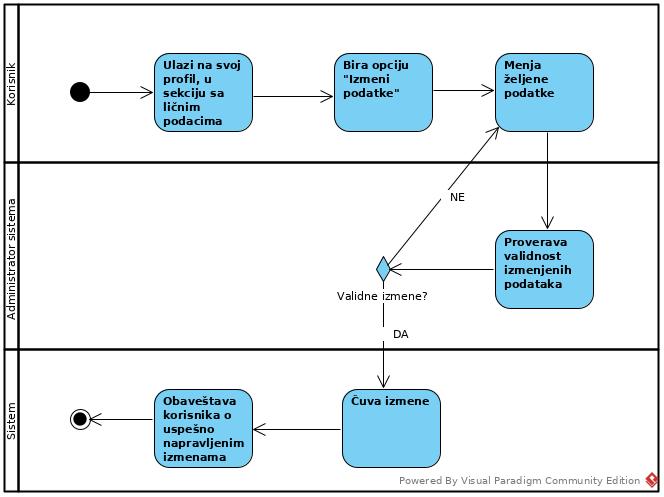 Korisnik
Ulazi na svoj
profil, u
sekciju sa
ličnim
podacima
Bira opciju
"Izmeni
podatke"
Menja
željene
podatke
NE
Administrator sistema
Proverava
validnost
izmenjenih
podataka
Validne izmene?
DA
Sistem
Obaveštava
korisnika o
uspešno
napravljenim
izmenama
Čuva izmene
Powered By Visual Paradigm Community Edition